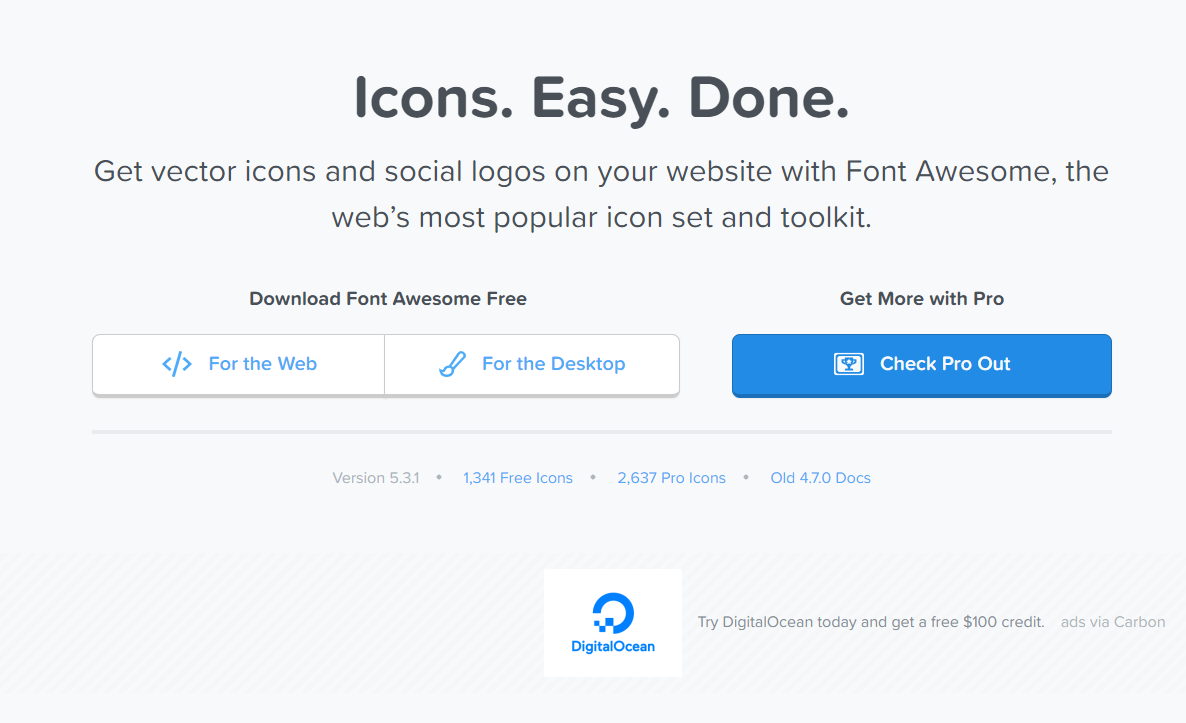 Icons. Easy. Done.
Get vector icons and social logos on your website with Font Awesome, the
web’s most popular icon set and toolkit.
Download Font Awesome Free
Get More with Pro
For the Web
For the Desktop
Check Pro Out
Version 5.3.1 • 1,341 Free Icons • 2,637 Pro Icons • Old 4.7.0 Docs
DigitalOcean
Try DigitalOcean today and get a free $100 credit. ads via Carbon